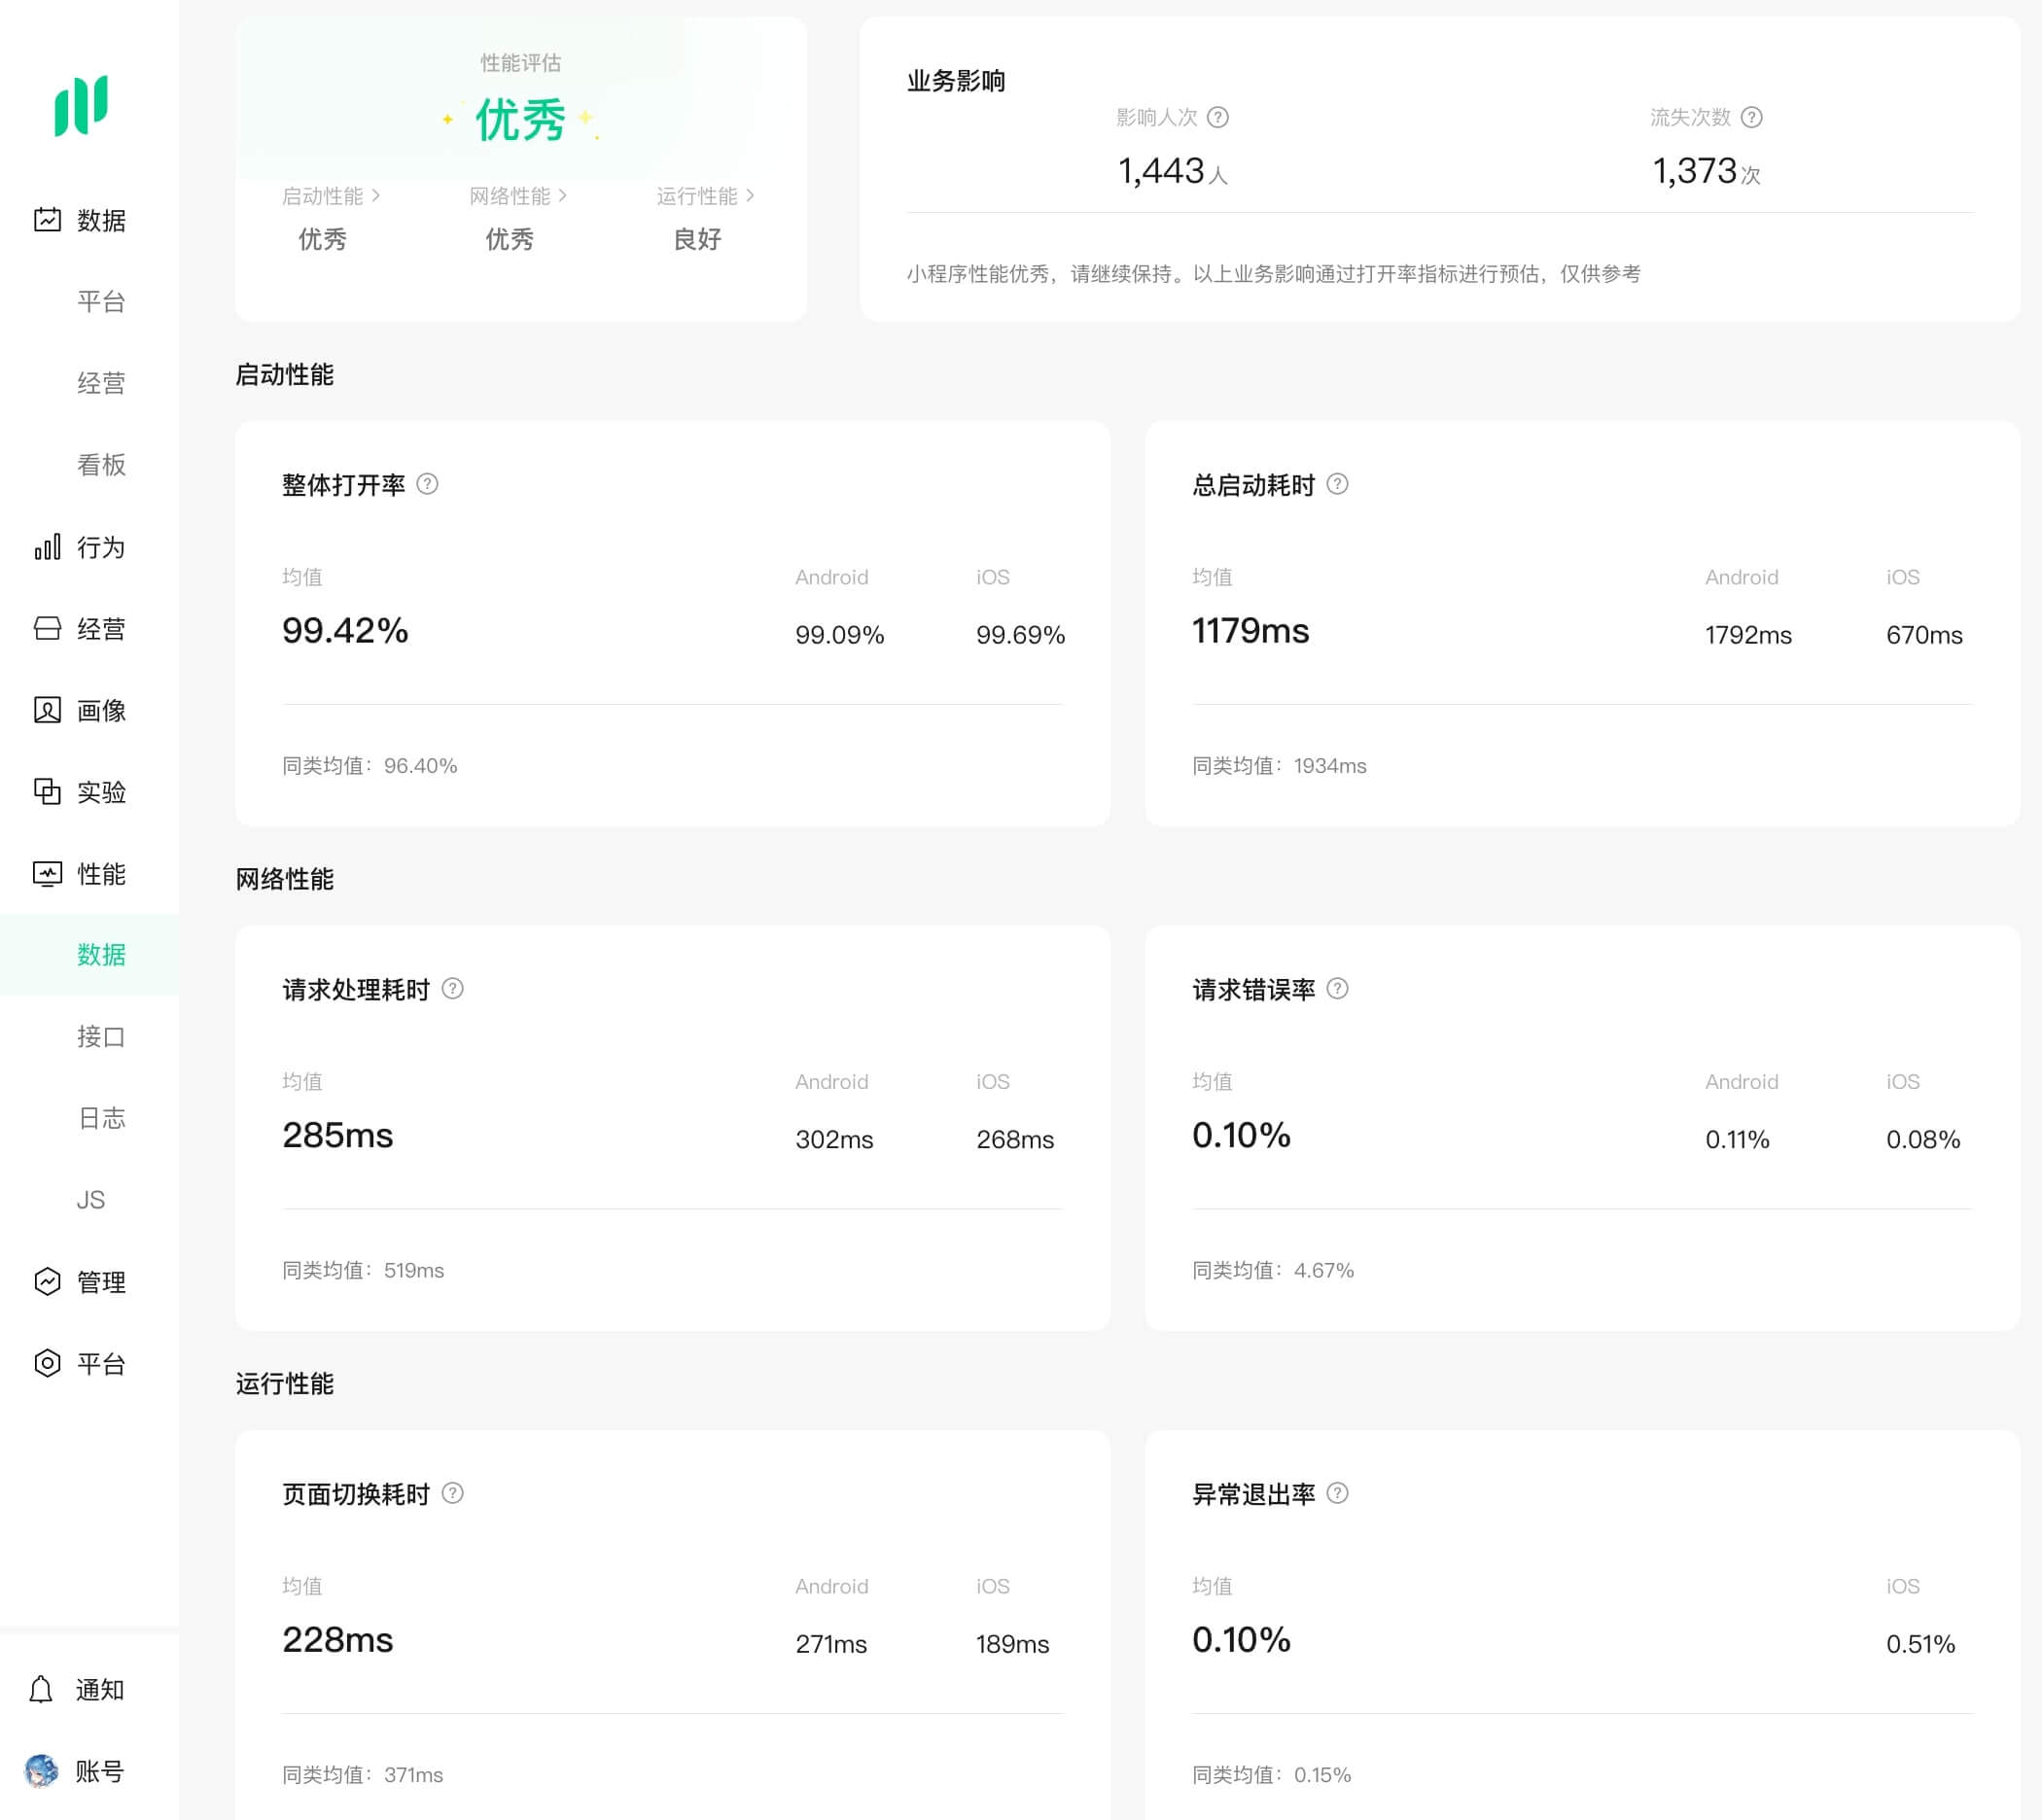 数据
平台
经营
看板
行为
经营
画像
实验
性能
数据
接口
日志
JS
管理
平台
通知
账号
性能评估
优秀
启动性能 网络性能 运行性能
优秀 优秀 良好
业务影响
影响人次 流失次数
1,443人 1,373次
小程序性能优秀，请继续保持。以上业务影响通过打开率指标进行预估，仅供参考
启动性能
整体打开率
均值 Android iOS
99.42% 99.09% 99.69%
同类均值：96.40%
总启动耗时
均值 Android iOS
1179ms 1792ms 670ms
同类均值：1934ms
网络性能
请求处理耗时
均值 Android iOS
285ms 302ms 268ms
同类均值：519ms
请求错误率
均值 Android iOS
0.10% 0.11% 0.08%
同类均值：4.67%
运行性能
页面切换耗时
均值 Android iOS
228ms 271ms 189ms
同类均值：371ms
异常退出率
均值 iOS
0.10% 0.51%
同类均值：0.15%